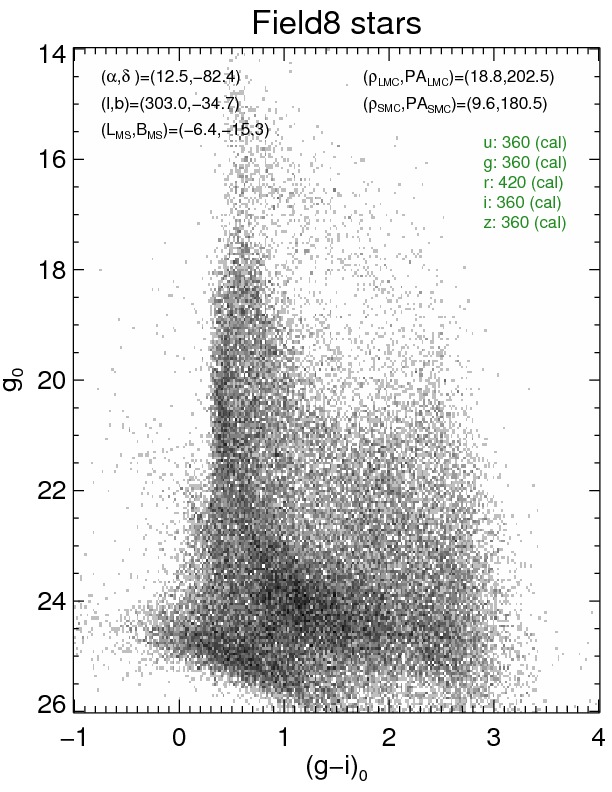 Field8 stars
(α,δ)=(12.5,−82.4)
(ρLMC,PALMC)=(18.8,202.5)
(l,b)=(303.0,−34.7)
(ρSMC,PASMC)=(9.6,180.5)
(LMS,BMS)=(−6.4,−15.3)
u: 360 (cal)
g: 360 (cal)
r: 420 (cal)
i: 360 (cal)
z: 360 (cal)
14
16
18
20
22
24
26
g0
−1 0 1 2 3 4
(g−i)0